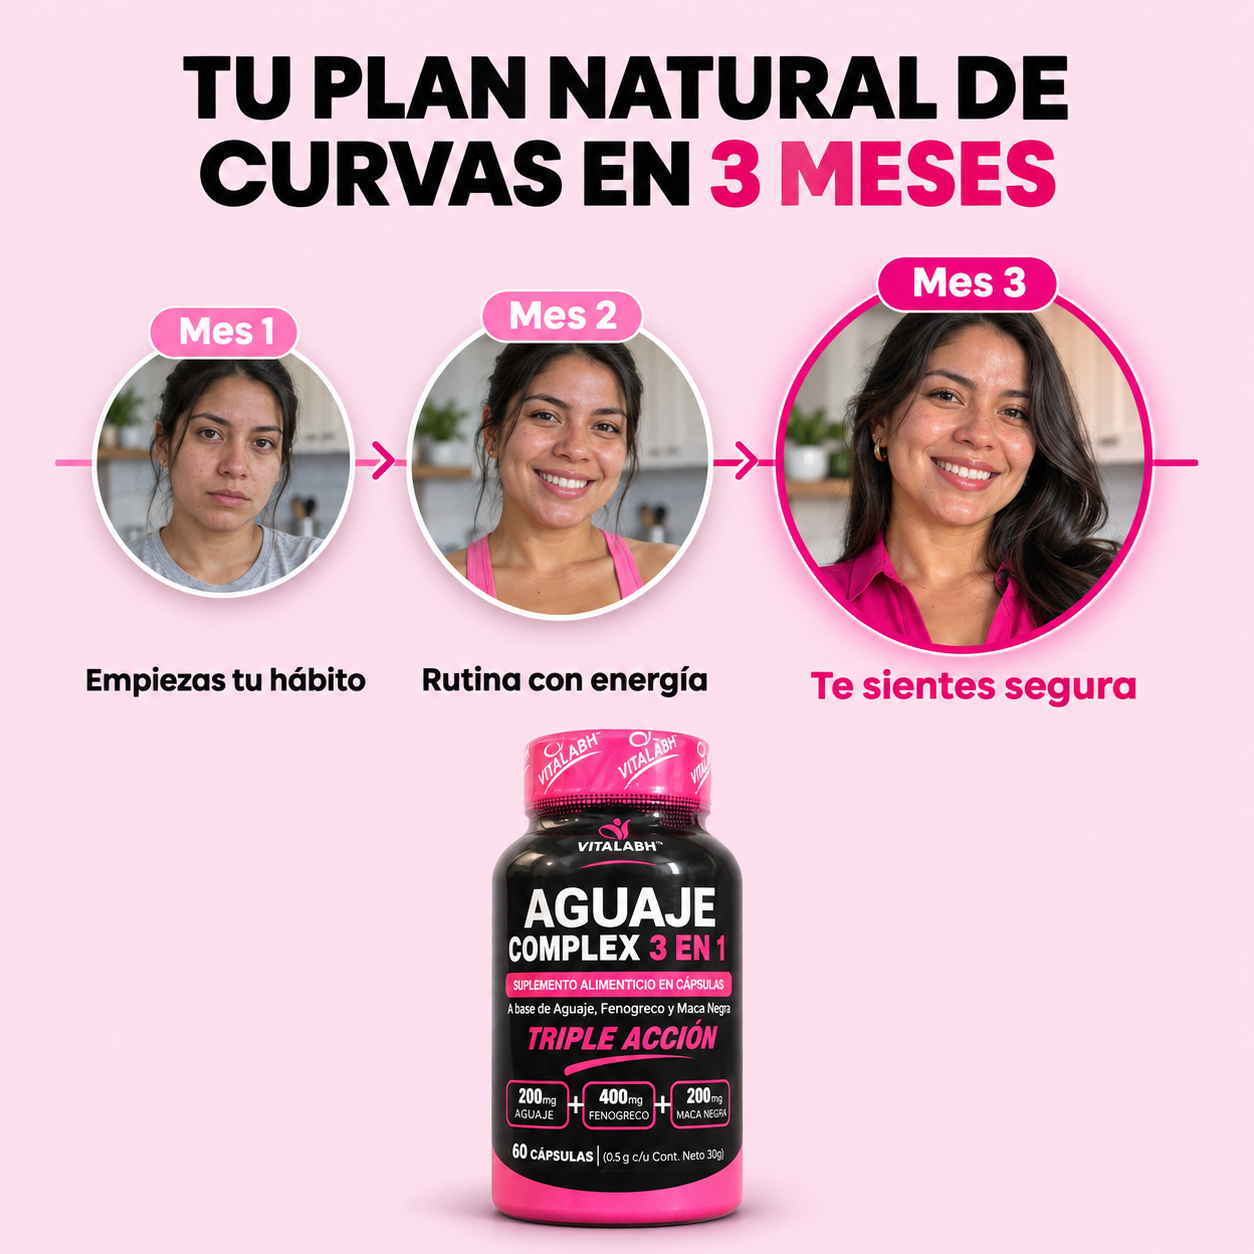 TU PLAN NATURAL DE
CURVAS EN 3 MESES
Mes 1
Mes 2
Mes 3
Empiezas tu hábito
Rutina con energía
Te sientes segura
VITALABH
VITALABH
VITALABH
AGUAJE
COMPLEX 3 EN 1
SUPLEMENTO ALIMENTICIO EN CÁPSULAS
A base de Aguaje, Fenogreco y Maca Negra
TRIPLE ACCIÓN
200mg + 400mg + 200mg
AGUAJE FENOGRECO MACA NEGRA
60 CÁPSULAS | (0.5 g c/u Cont. Neto 30g)